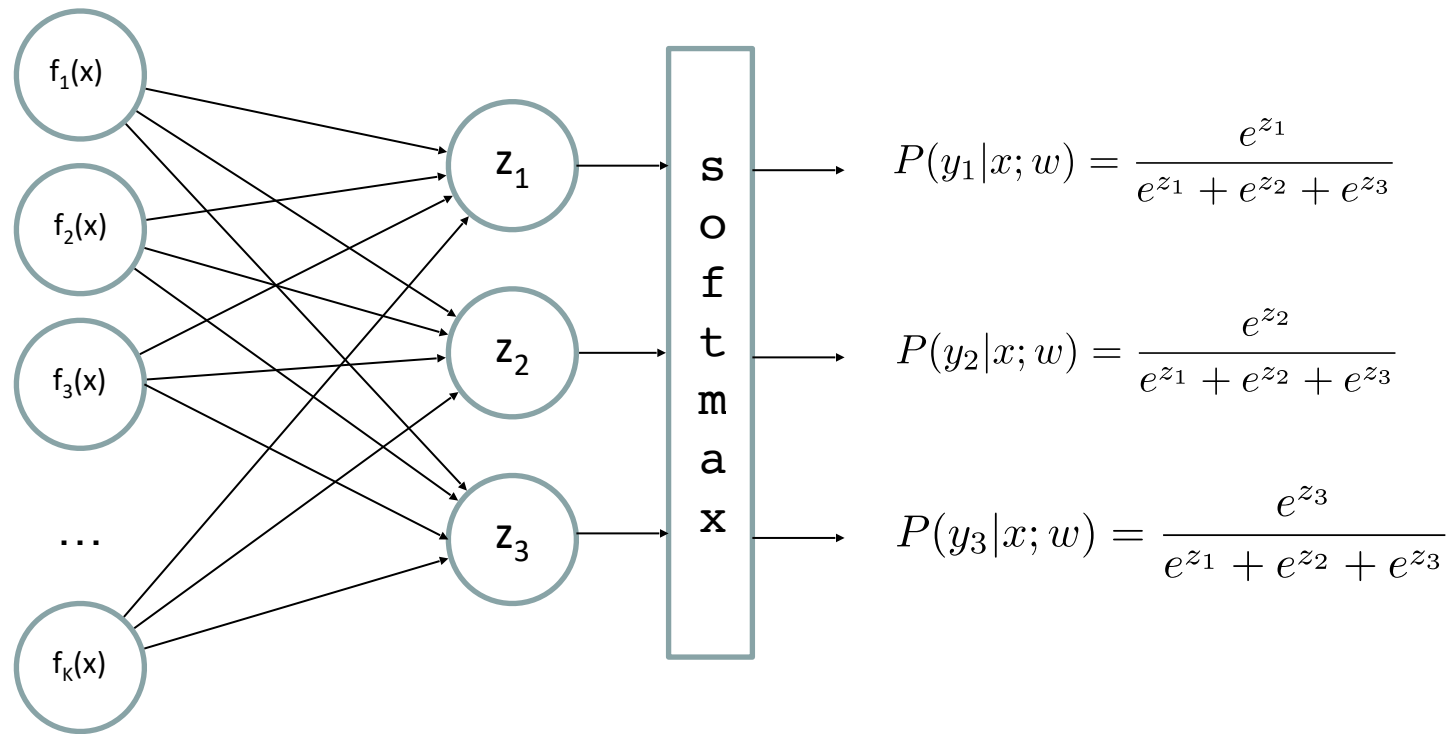 f₁(x)
f₂(x)
f₃(x)
...
f_K(x)
z₁
z₂
z₃
softmax
P(y₁|x; w) = e^{z₁} / (e^{z₁} + e^{z₂} + e^{z₃})
P(y₂|x; w) = e^{z₂} / (e^{z₁} + e^{z₂} + e^{z₃})
P(y₃|x; w) = e^{z₃} / (e^{z₁} + e^{z₂} + e^{z₃})